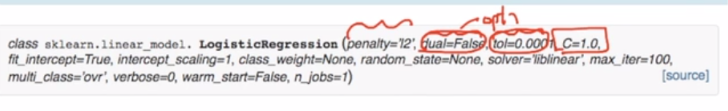 opti
class sklearn.linear_model. LogisticRegression (penalty='l2', dual=False, tol=0.0001, C=1.0,
fit_intercept=True, intercept_scaling=1, class_weight=None, random_state=None, solver='liblinear', max_iter=100,
multi_class='ovr', verbose=0, warm_start=False, n_jobs=1) [source]